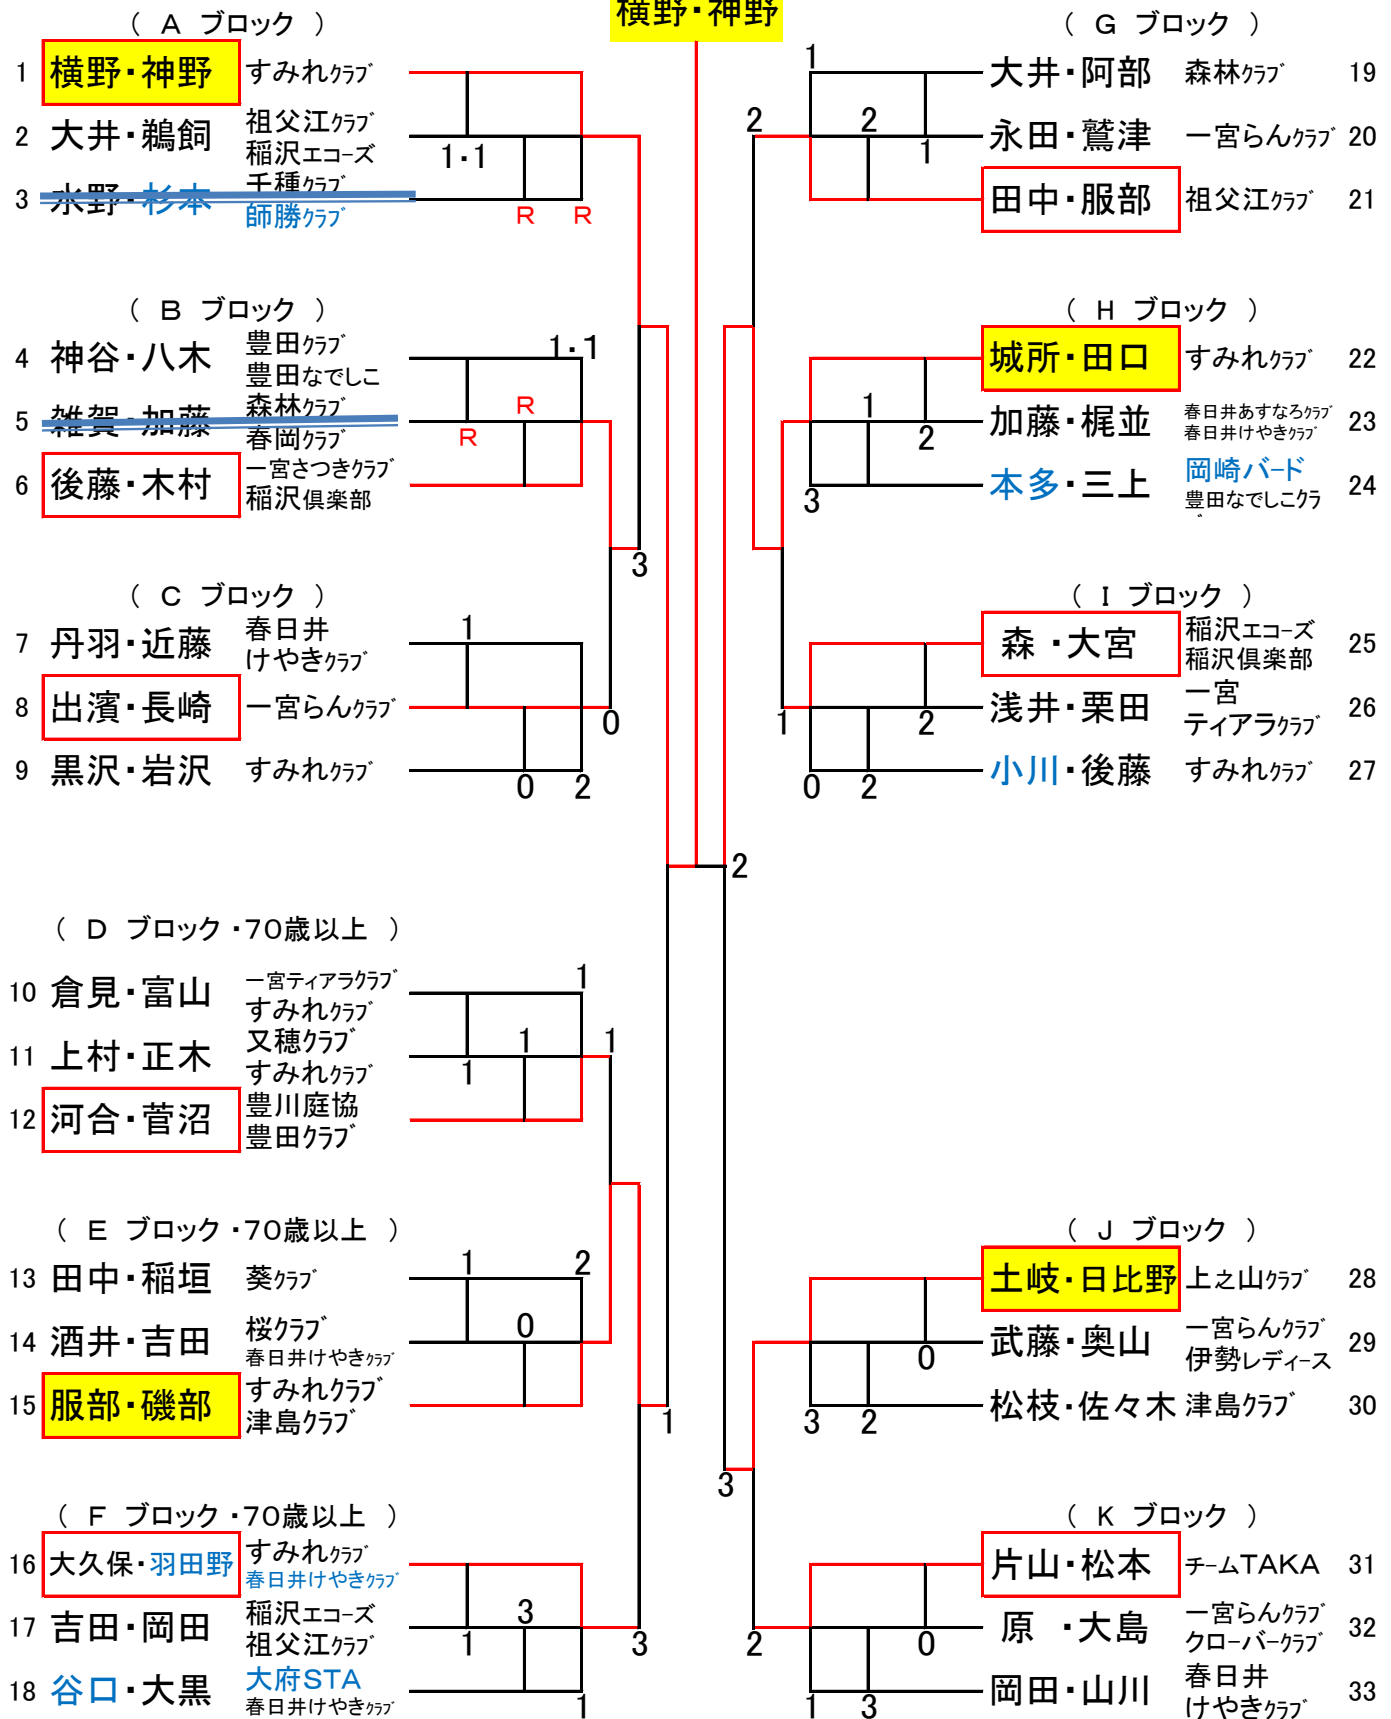 横野・神野
( A ブロック )
1 横野・神野 すみれクラブ
2 大井・鵜飼 祖父江クラブ
稲沢エコーズ
1・1
3 水野・杉本 千種クラブ
師勝クラブ
R R
( B ブロック )
4 神谷・八木 豊田クラブ
豊田なでしこ
1・1
5 雑賀・加藤 森林クラブ
春岡クラブ
R
R
6 後藤・木村 一宮さつきクラブ
稲沢倶楽部
3
( C ブロック )
7 丹羽・近藤 春日井
けやきクラブ
1
8 出濱・長崎 一宮らんクラブ
0
9 黒沢・岩沢 すみれクラブ
0 2
( D ブロック ・70歳以上 )
10 倉見・富山 一宮ティアラクラブ
すみれクラブ
1
11 上村・正木 又穂クラブ
すみれクラブ
1 1
1
12 河合・菅沼 豊川庭協
豊田クラブ
( E ブロック ・70歳以上 )
13 田中・稲垣 葵クラブ
1 2
14 酒井・吉田 桜クラブ
春日井けやきクラブ
0
15 服部・磯部 すみれクラブ
津島クラブ
1
( F ブロック ・70歳以上 )
16 大久保・羽田野 すみれクラブ
春日井けやきクラブ
17 吉田・岡田 稲沢エコーズ
祖父江クラブ
3
1 3
18 谷口・大黒 大府STA
春日井けやきクラブ
1
( G ブロック )
1
大井・阿部 森林クラブ 19
2 2
永田・鷲津 一宮らんクラブ 20
1
田中・服部 祖父江クラブ 21
( H ブロック )
城所・田口 すみれクラブ 22
1
加藤・梶並 春日井あすなろクラブ
春日井けやきクラブ 23
2
本多・三上 岡崎バード
豊田なでしこクラ 24
3
( I ブロック )
森 ・大宮 稲沢エコーズ
稲沢倶楽部 25
浅井・栗田 一宮
ティアラクラブ 26
1 2
小川・後藤 すみれクラブ 27
0 2
2
( J ブロック )
土岐・日比野 上之山クラブ 28
武藤・奥山 一宮らんクラブ
伊勢レディース 29
0
松枝・佐々木 津島クラブ 30
3 2
3
( K ブロック )
片山・松本 チームTAKA 31
原 ・大島 一宮らんクラブ
クローバークラブ 32
2 0
岡田・山川 春日井
けやきクラブ 33
1 3